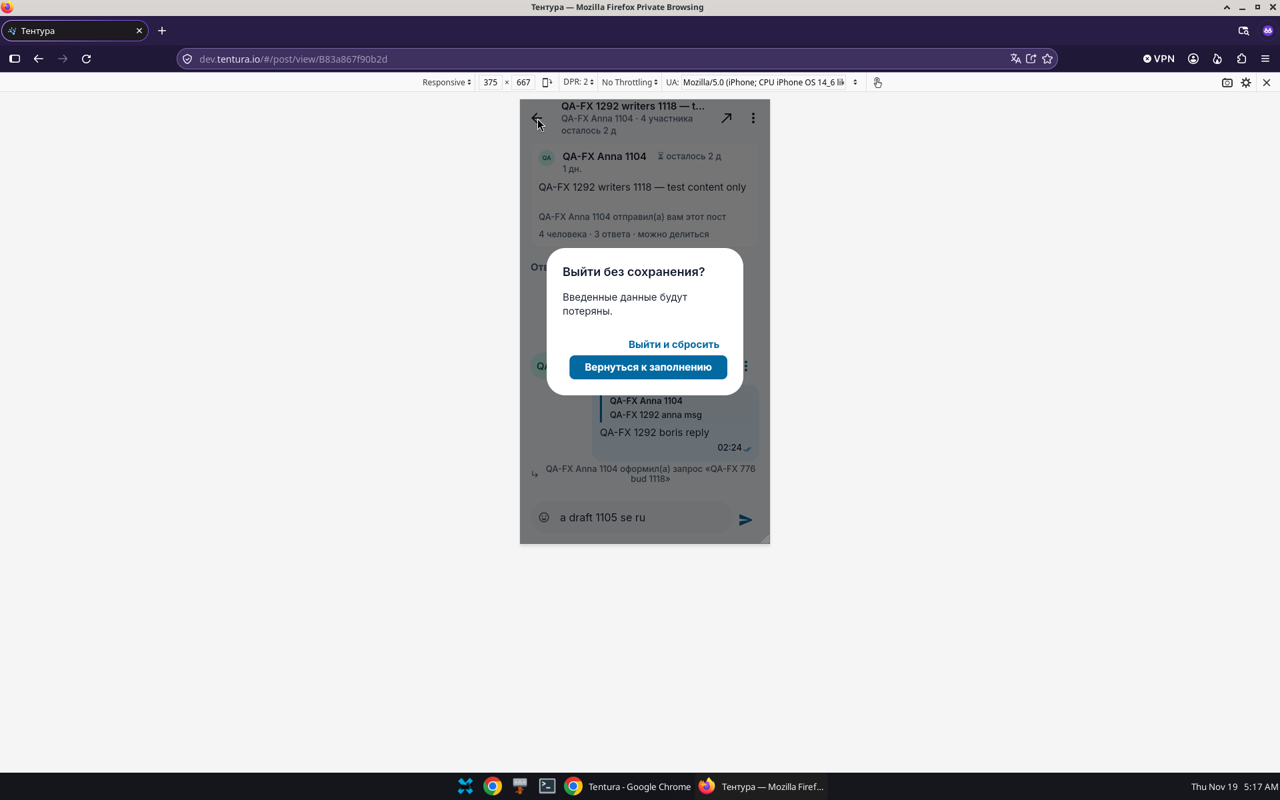 Тентура — Mozilla Firefox Private Browsing
Тентура
dev.tentura.io/#/post/view/B83a867f90b2d
VPN
Responsive 375 × 667 DPR: 2 No Throttling UA: Mozilla/5.0 (iPhone; CPU iPhone OS 14_6 lik
QA-FX 1292 writers 1118 — t...
QA-FX Anna 1104 · 4 участника
осталось 2 д
QA
QA-FX Anna 1104 осталось 2 д
1 дн.
QA-FX 1292 writers 1118 — test content only
QA-FX Anna 1104 отправил(а) вам этот пост
4 человека · 3 ответа · можно делиться
Выйти без сохранения?
Введенные данные будут
потеряны.
Выйти и сбросить
Вернуться к заполнению
QA-FX Anna 1104
QA-FX 1292 anna msg
QA-FX 1292 boris reply
02:24
QA-FX Anna 1104 оформил(а) запрос «QA-FX 776
bud 1118»
a draft 1105 se ru
Tentura - Google Chrome
Тентура — Mozilla Firef...
Thu Nov 19 5:17 AM